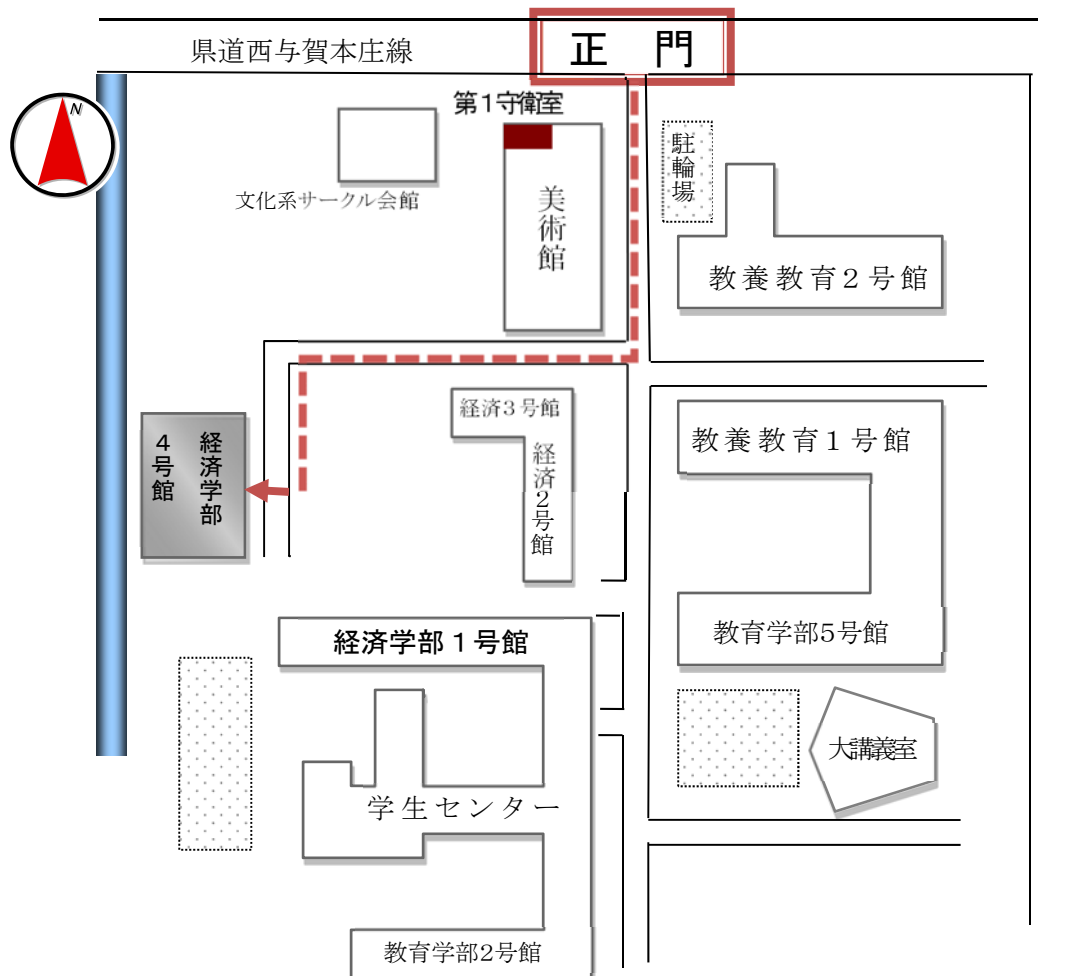 正門
県道西与賀本庄線
N
第1守衛室
駐輪場
文化系サークル会館
美術館
教養教育２号館
経済３号館
教養教育１号館
経済学部
４号館
経済2号館
経済学部１号館
教育学部5号館
大講義室
学生センター
教育学部2号館